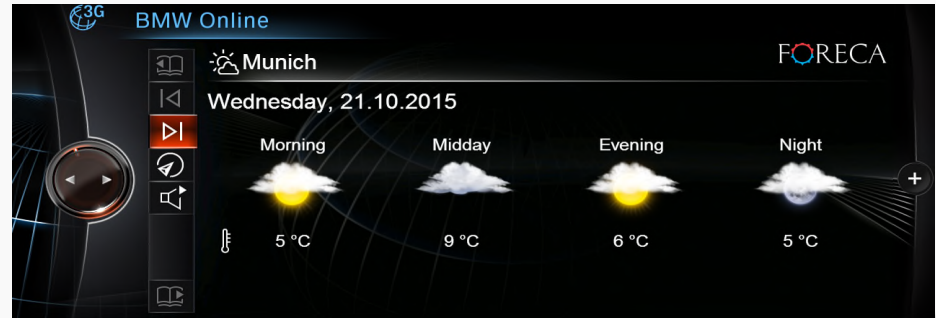 3G
BMW Online
Munich
FORECA
Wednesday, 21.10.2015
Morning Midday Evening Night
5 °C 9 °C 6 °C 5 °C